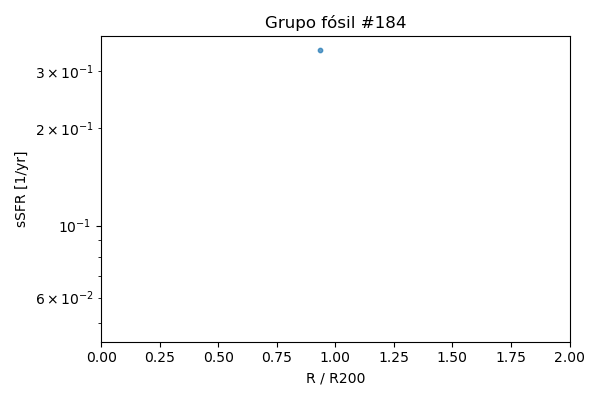 Grupo fósil #184
sSFR [1/yr]
3 × 10⁻¹
2 × 10⁻¹
10⁻¹
6 × 10⁻²
0.00 0.25 0.50 0.75 1.00 1.25 1.50 1.75 2.00
R / R200